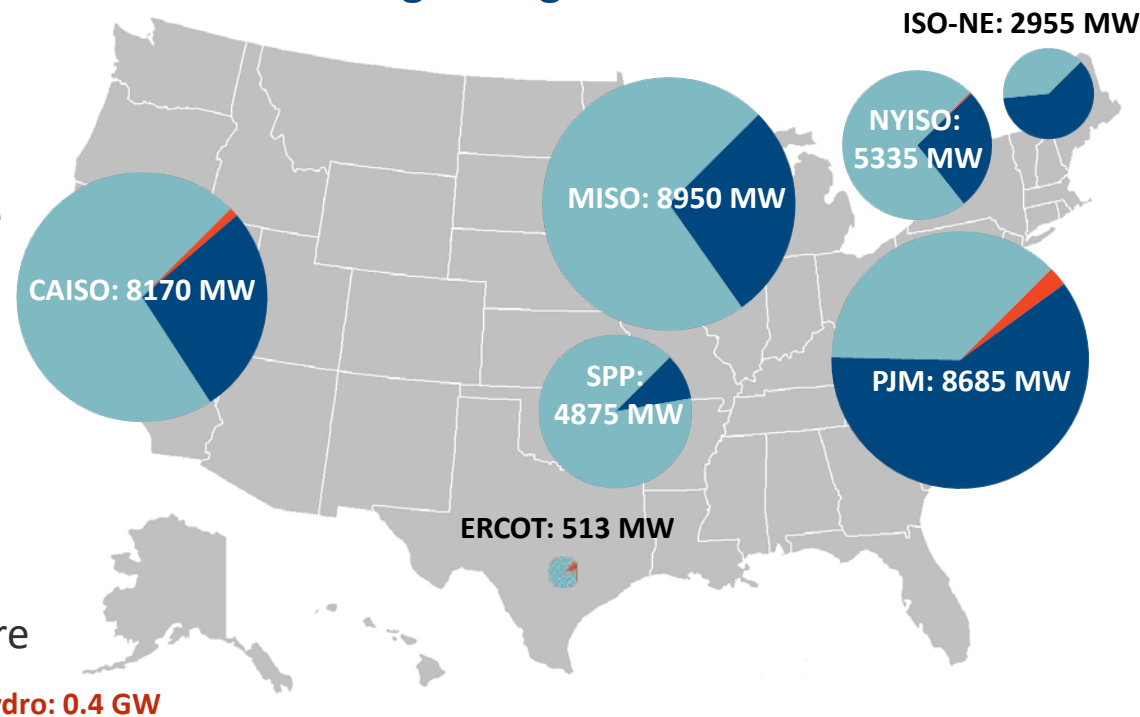 ISO-NE: 2955 MW
NYISO:
5335 MW
MISO: 8950 MW
CAISO: 8170 MW
SPP:
4875 MW
PJM: 8685 MW
ERCOT: 513 MW
re
dro: 0.4 GW